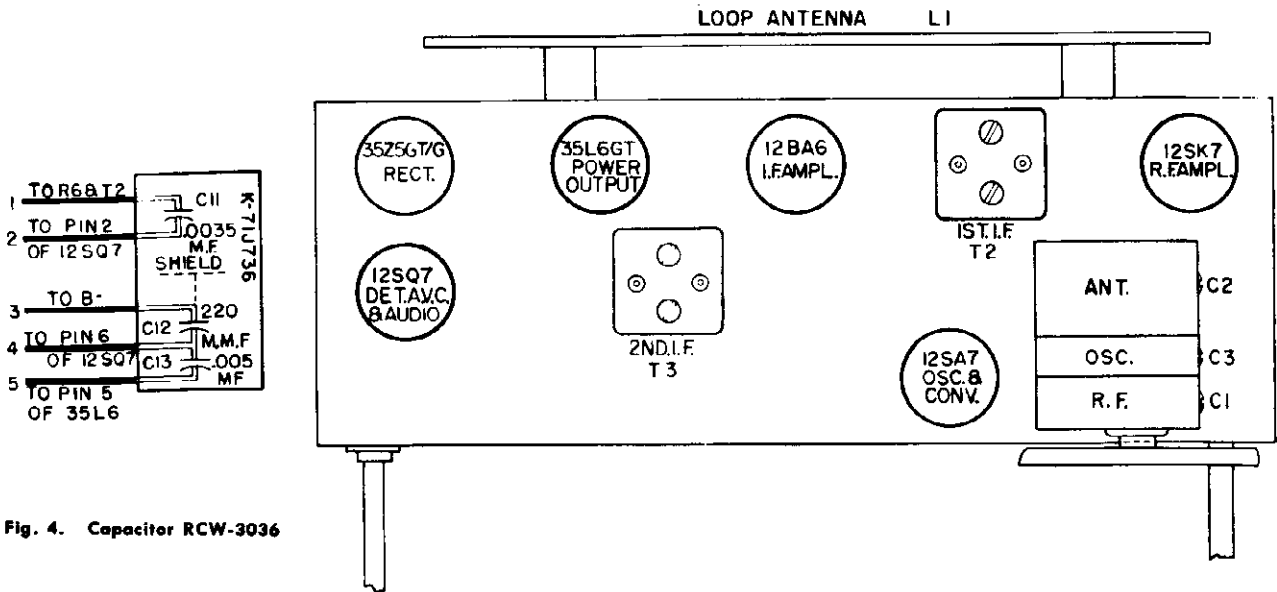 LOOP ANTENNA L1
35Z5GT/G
RECT.
35L6GT
POWER
OUTPUT
12BA6
I.F.AMPL.
1ST.I.F.
T2
12SK7
R.F.AMPL.
12SQ7
DET.A.V.C.
& AUDIO
2ND.I.F.
T3
12SA7
OSC. &
CONV.
ANT.
C2
OSC.
C3
R.F.
C1
1 TO R6 & T2
C11
K-71J736
2 TO PIN 2
OF 12SQ7
.0035
M.F.
SHIELD
3 TO B-
C12
220
M.M.F
4 TO PIN 6
OF 12SQ7
C13
.005
MF
5 TO PIN 5
OF 35L6
Fig. 4. Capacitor RCW-3036